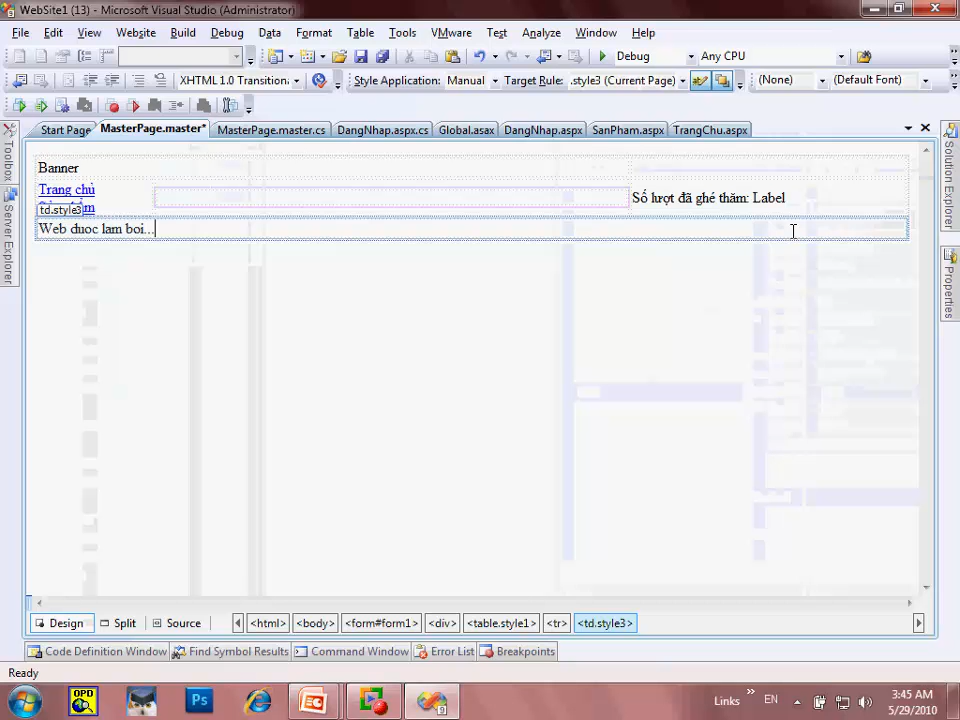 WebSite1 (13) - Microsoft Visual Studio (Administrator)
File Edit View Website Build Debug Data Format Table Tools VMware Test Analyze Window Help
Debug Any CPU
XHTML 1.0 Transition Style Application: Manual Target Rule: .style3 (Current Page) (None) (Default Font)
Start Page MasterPage.master* MasterPage.master.cs DangNhap.aspx.cs Global.asax DangNhap.aspx SanPham.aspx TrangChu.aspx
Toolbox
Server Explorer
Solution Explorer
Properties
Banner
Trang chủ
Số lượt đã ghé thăm: Label
td.style3
Web duoc lam boi...
Design Split Source <html> <body> <form#form1> <div> <table.style1> <tr> <td.style3>
Code Definition Window Find Symbol Results Command Window Error List Breakpoints
Ready
OPD Ps 9 Links » EN 3:45 AM
5/29/2010